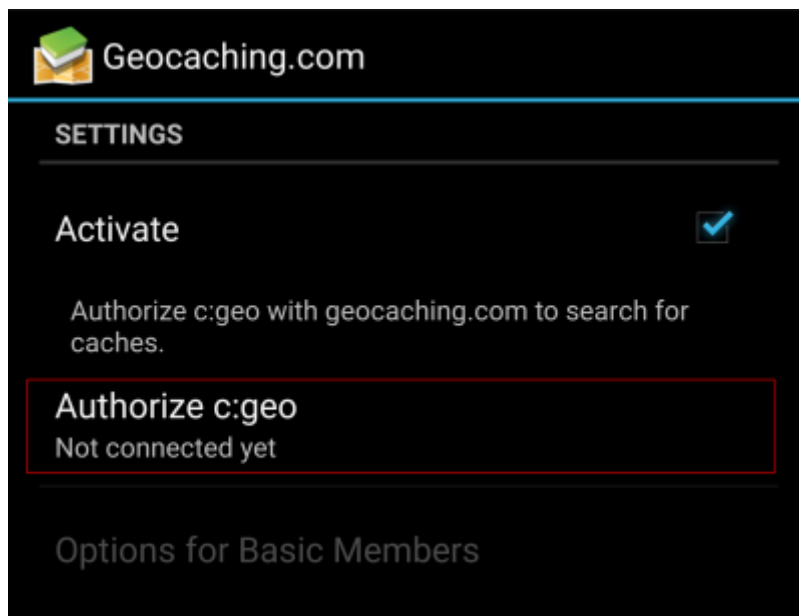 Geocaching.com
SETTINGS
Activate
Authorize c:geo with geocaching.com to search for
caches.
Authorize c:geo
Not connected yet
Options for Basic Members